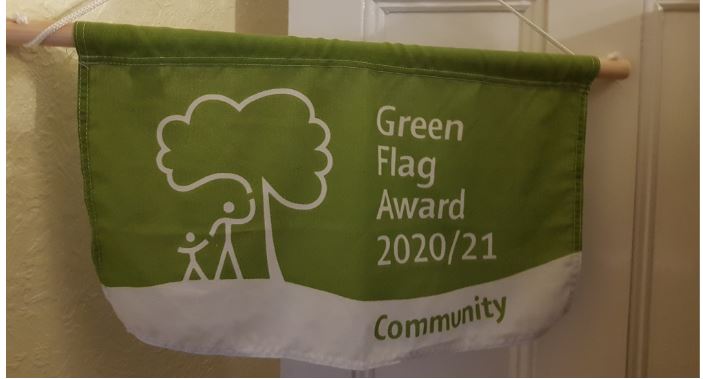 Green
Flag
Award
2020/21
Community